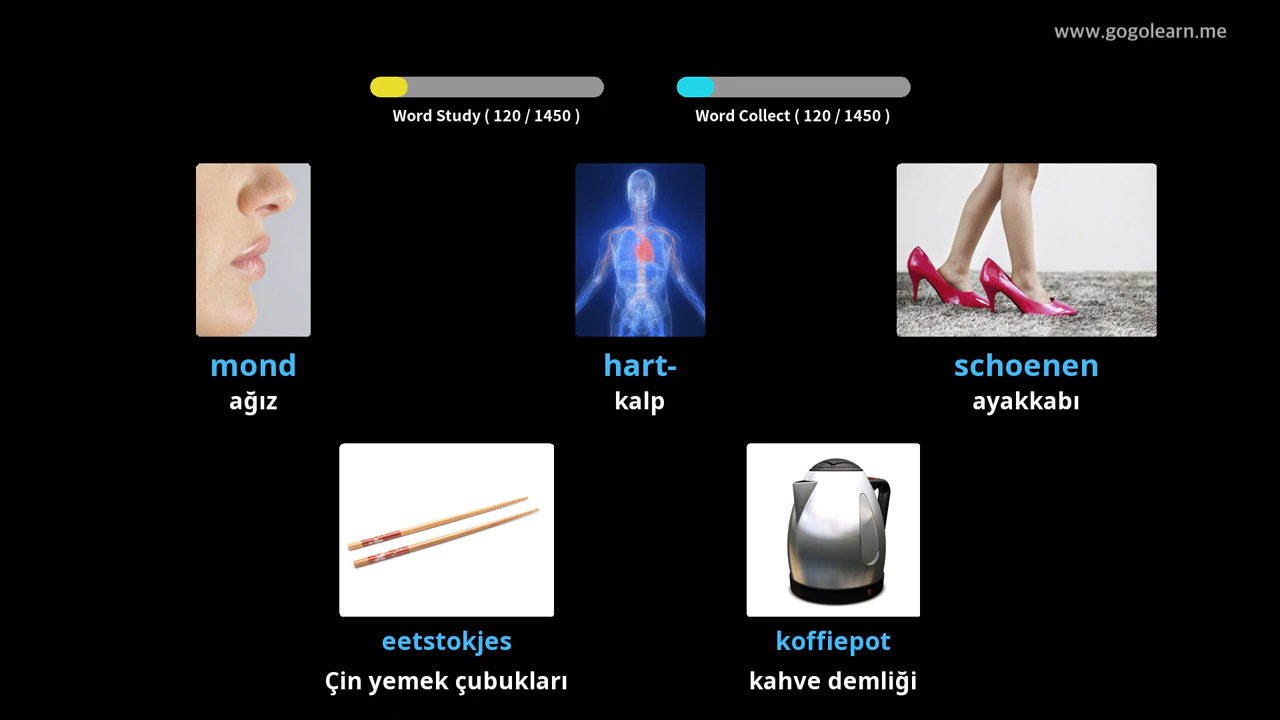 www.gogolearn.me
Word Study ( 120 / 1450 )
Word Collect ( 120 / 1450 )
mond
ağız
hart-
kalp
schoenen
ayakkabı
eetstokjes
Çin yemek çubukları
koffiepot
kahve demliği